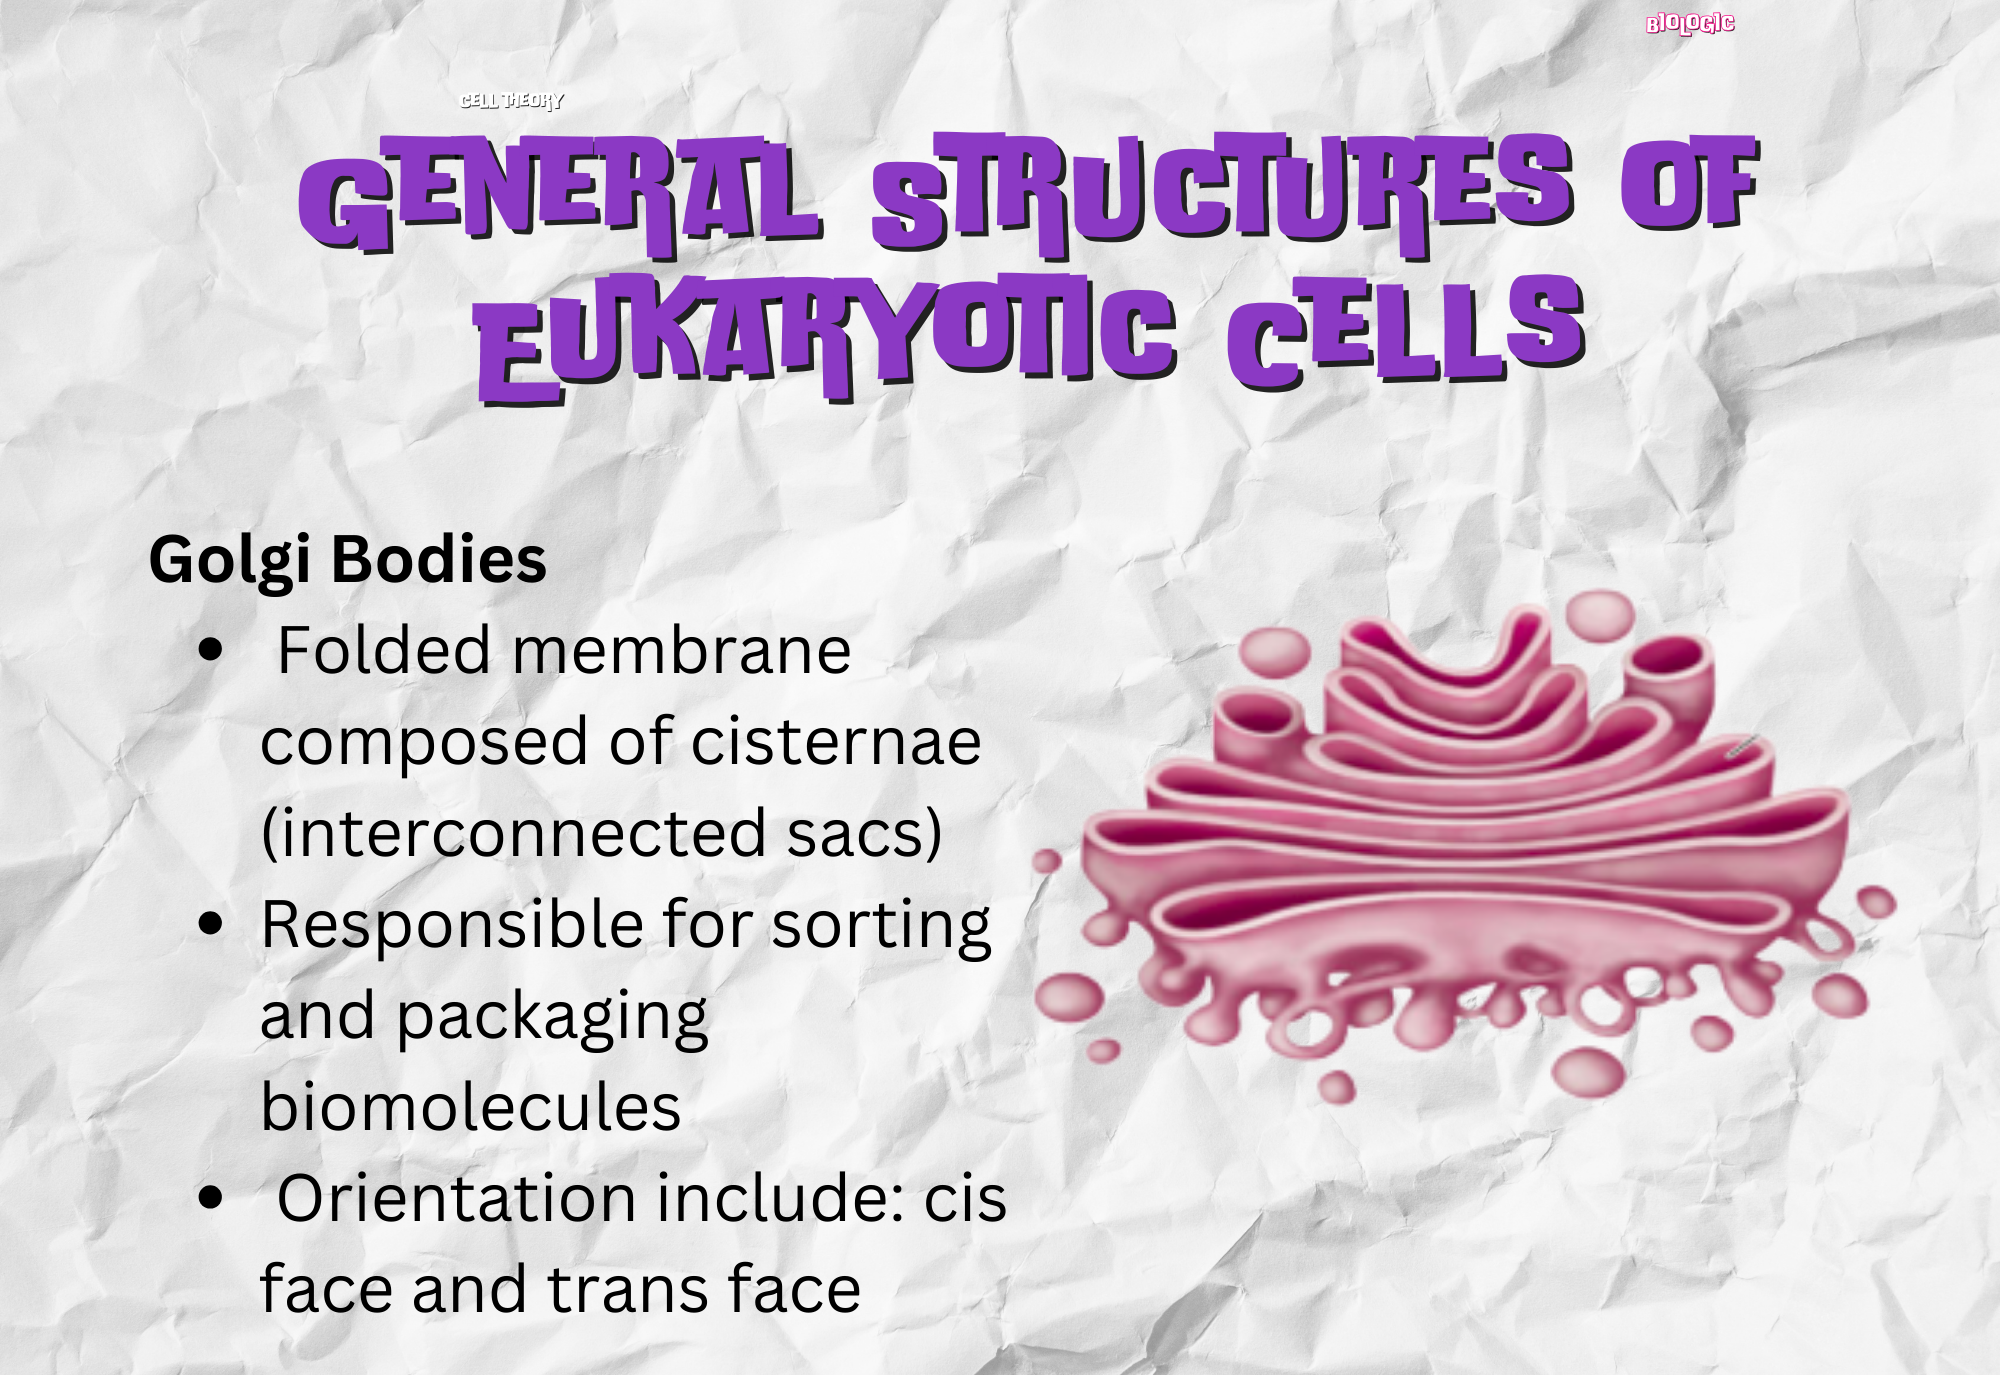 BIOLOGIC
CELL THEORY
GENERAL STRUCTURES OF
EUKARYOTIC CELLS
Golgi Bodies
• Folded membrane
composed of cisternae
(interconnected sacs)
• Responsible for sorting
and packaging
biomolecules
• Orientation include: cis
face and trans face